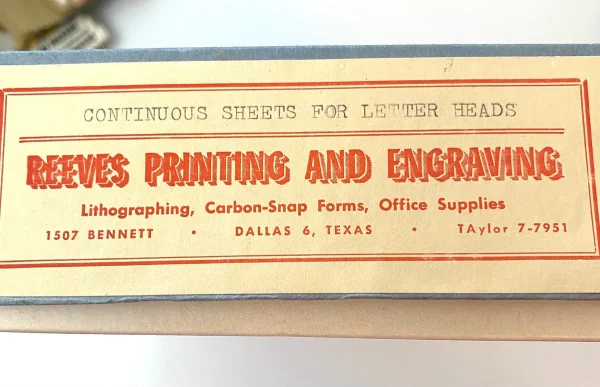 CONTINUOUS SHEETS FOR LETTER HEADS
REEVES PRINTING AND ENGRAVING
Lithographing, Carbon-Snap Forms, Office Supplies
1507 BENNETT • DALLAS 6, TEXAS • TAylor 7-7951